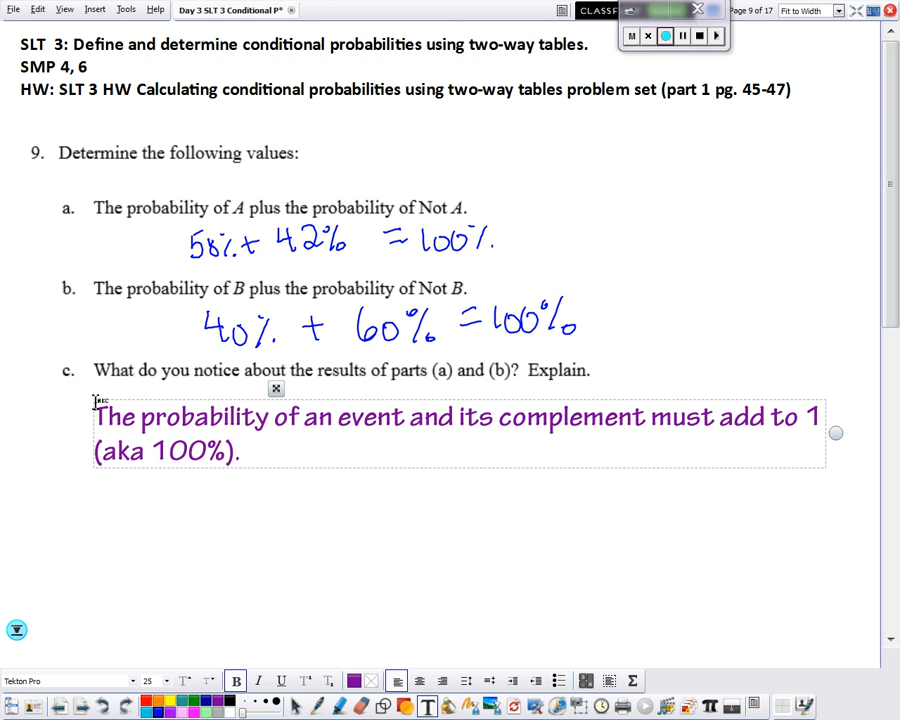 File Edit View Insert Items Tools Help Day 3 SLT 3 Conditional P* CLASSF Page 9 of 17 Fit to Width
M
SLT 3: Define and determine conditional probabilities using two-way tables.
SMP 4, 6
HW: SLT 3 HW Calculating conditional probabilities using two-way tables problem set (part 1 pg. 45-47)
9. Determine the following values:
a. The probability of A plus the probability of Not A.
58% + 42% = 100%
b. The probability of B plus the probability of Not B.
40% + 60% = 100%
c. What do you notice about the results of parts (a) and (b)? Explain.
REC
The probability of an event and its complement must add to 1
(aka 100%).
Tekton Pro 25 B I U